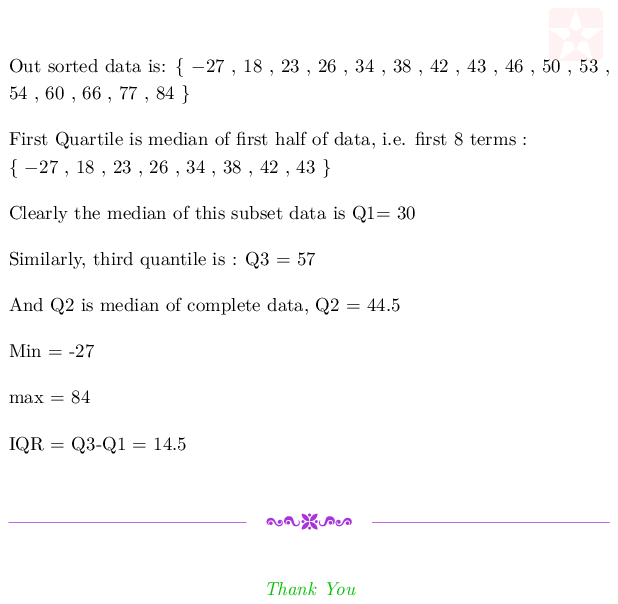 Out sorted data is: { −27 , 18 , 23 , 26 , 34 , 38 , 42 , 43 , 46 , 50 , 53 ,
54 , 60 , 66 , 77 , 84 }
First Quartile is median of first half of data, i.e. first 8 terms :
{ −27 , 18 , 23 , 26 , 34 , 38 , 42 , 43 }
Clearly the median of this subset data is Q1= 30
Similarly, third quantile is : Q3 = 57
And Q2 is median of complete data, Q2 = 44.5
Min = -27
max = 84
IQR = Q3-Q1 = 14.5
Thank You